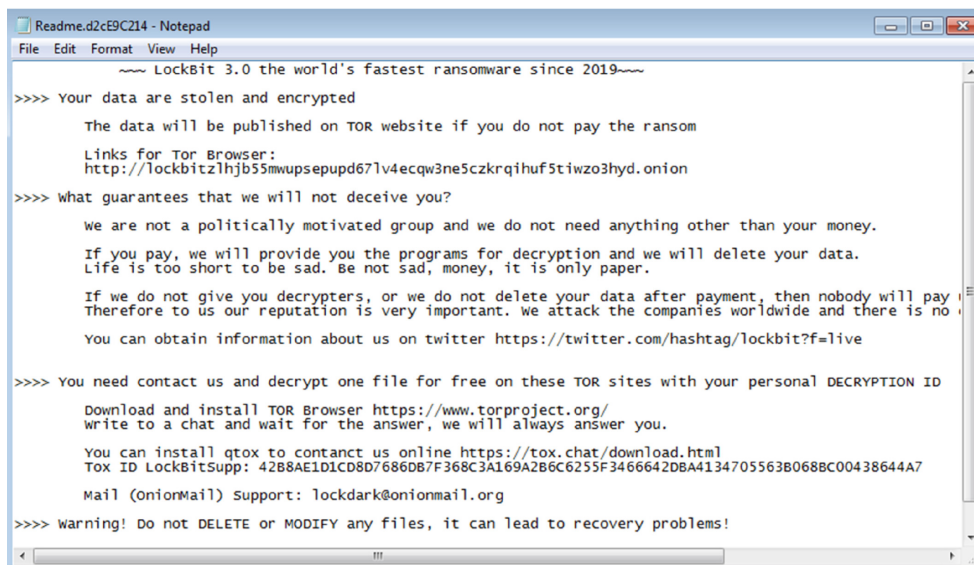 Readme.d2cE9C214 - Notepad
File Edit Format View Help
~~~ LockBit 3.0 the world's fastest ransomware since 2019~~~
>>>> Your data are stolen and encrypted
The data will be published on TOR website if you do not pay the ransom
Links for Tor Browser:
http://lockbitzlhjb55mwupsepupd67lv4ecqw3ne5czkrqihuf5tiwzo3hyd.onion
>>>> What guarantees that we will not deceive you?
We are not a politically motivated group and we do not need anything other than your money.
If you pay, we will provide you the programs for decryption and we will delete your data.
Life is too short to be sad. Be not sad, money, it is only paper.
If we do not give you decrypters, or we do not delete your data after payment, then nobody will pay
Therefore to us our reputation is very important. We attack the companies worldwide and there is no
You can obtain information about us on twitter https://twitter.com/hashtag/lockbit?f=live
>>>> You need contact us and decrypt one file for free on these TOR sites with your personal DECRYPTION ID
Download and install TOR Browser https://www.torproject.org/
Write to a chat and wait for the answer, we will always answer you.
You can install qtox to contanct us online https://tox.chat/download.html
Tox ID LockBitSupp: 42B8AE1D1CD8D7686DB7F368C3A169A2B6C6255F3466642DBA4134705563B068BC00438644A7
Mail (OnionMail) Support: lockdark@onionmail.org
>>>> Warning! Do not DELETE or MODIFY any files, it can lead to recovery problems!